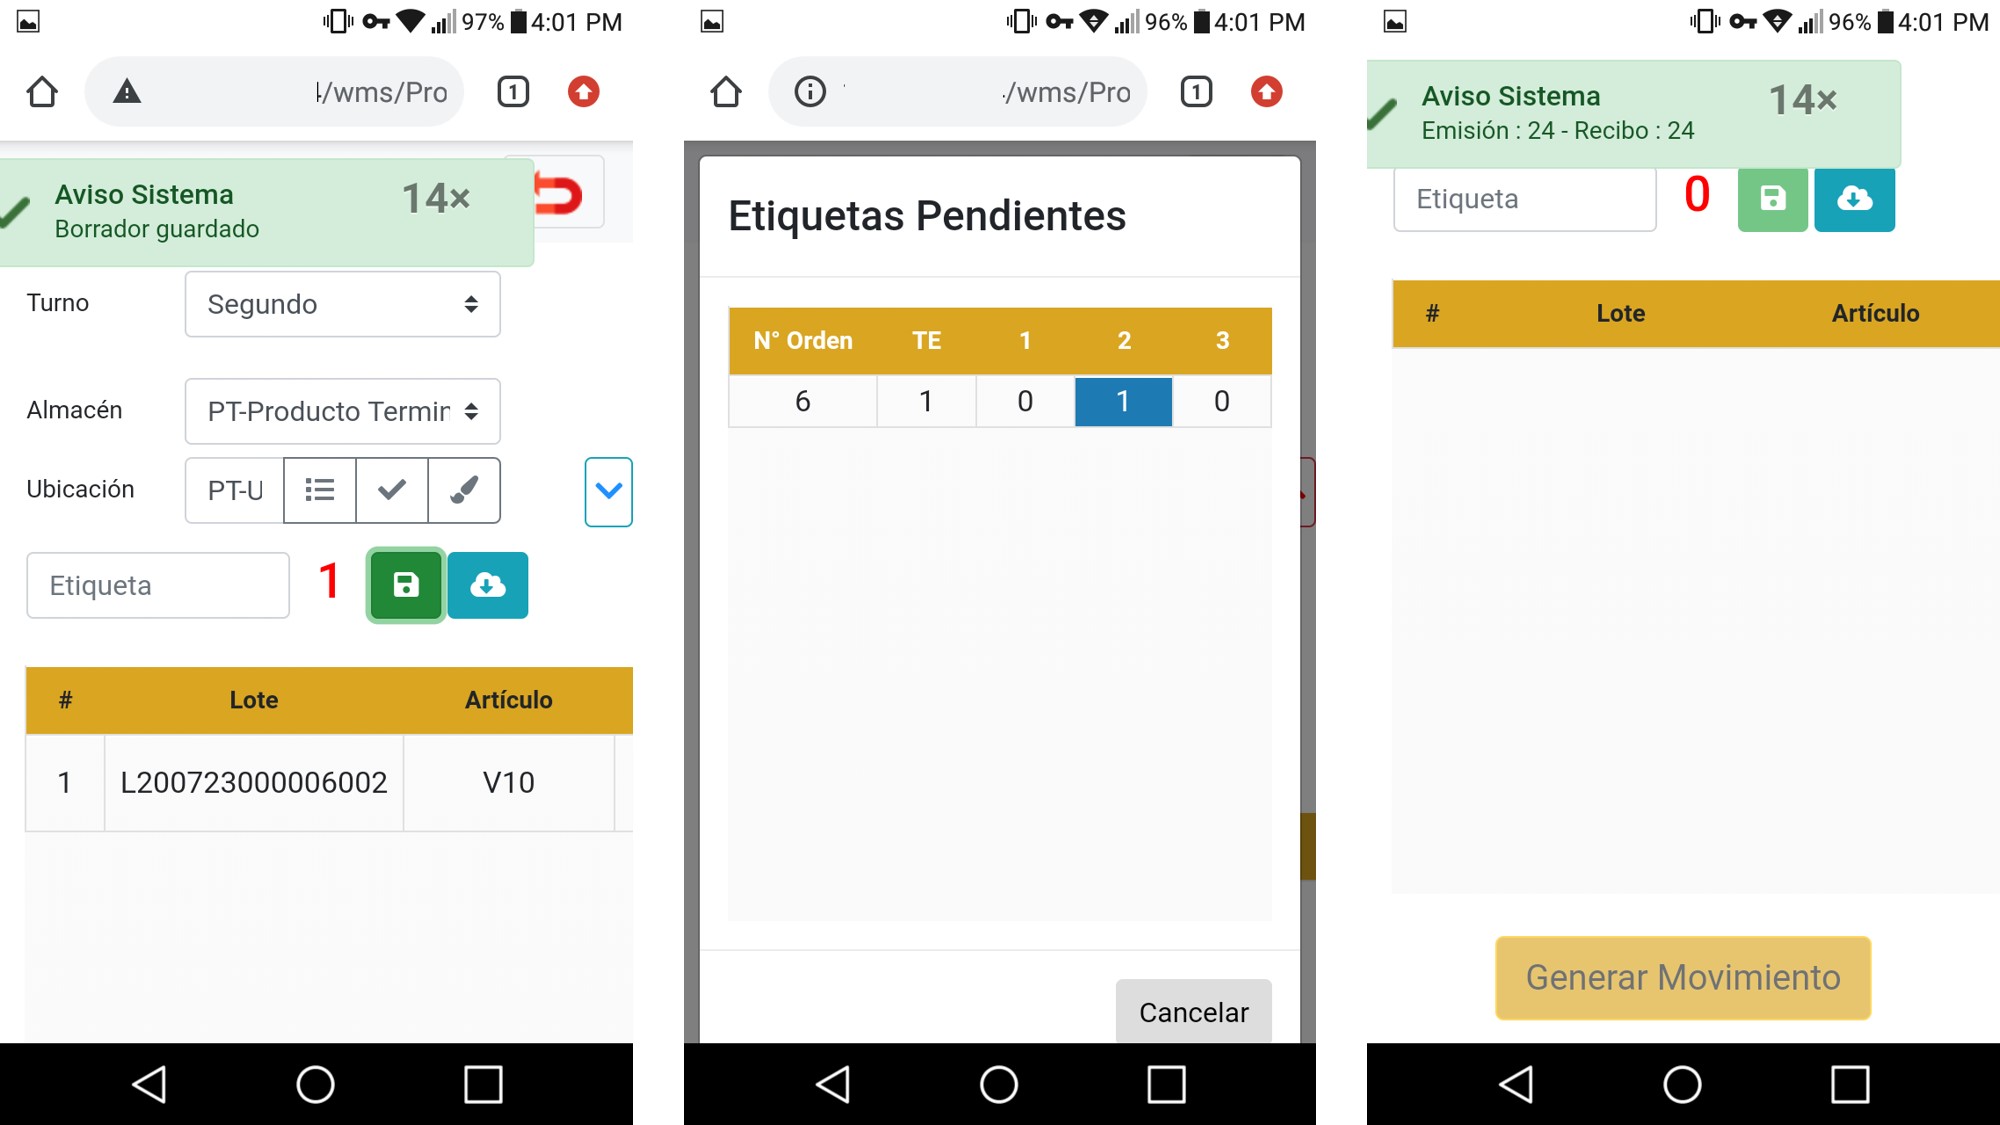 97% 4:01 PM
/wms/Pro
1
Aviso Sistema
14×
Borrador guardado
Turno
Segundo
Almacén
PT-Producto Termin
Ubicación
PT-U
Etiqueta
1
# Lote Artículo
1 L200723000006002 V10
96% 4:01 PM
/wms/Pro
1
Etiquetas Pendientes
N° Orden TE 1 2 3
6 1 0 1 0
Cancelar
96% 4:01 PM
Aviso Sistema
14×
Emisión : 24 - Recibo : 24
Etiqueta
0
# Lote Artículo
Generar Movimiento